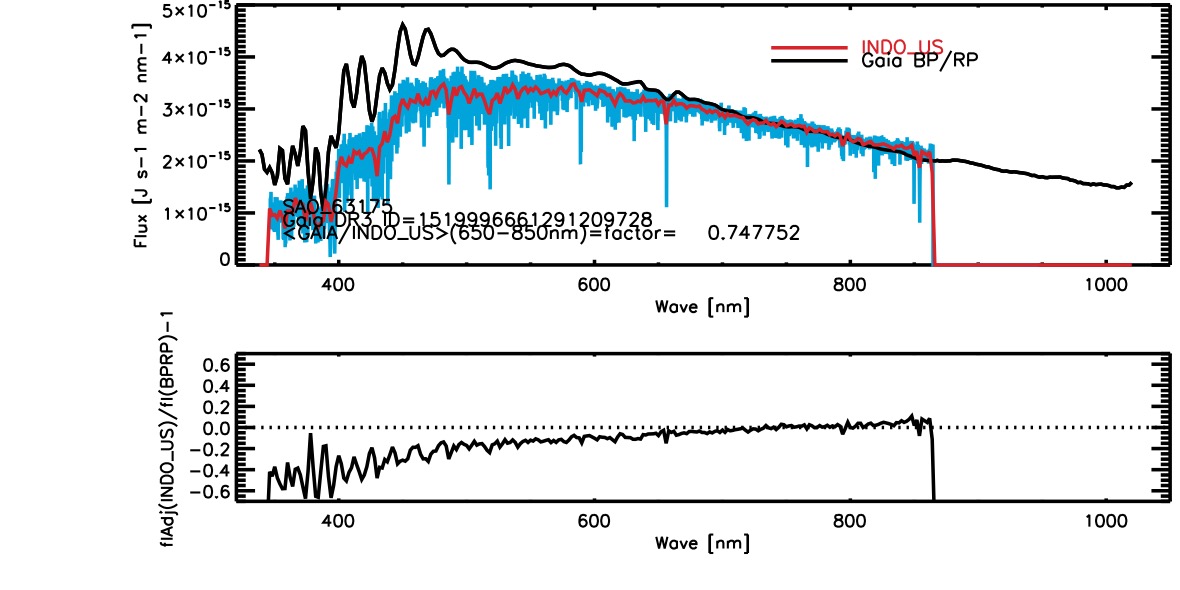 5×10⁻¹⁵
4×10⁻¹⁵
3×10⁻¹⁵
2×10⁻¹⁵
1×10⁻¹⁵
0
Flux [J s-1 m-2 nm-1]
INDO_US
Gaia BP/RP
SAO_63175
Gaia DR3 ID=1519996661291209728
<GAIA/INDO_US>(650-850nm)=factor= 0.747752
400 600 800 1000
Wave [nm]
flAdj(INDO_US)/fl(BPRP)-1
0.6
0.4
0.2
0.0
-0.2
-0.4
-0.6
400 600 800 1000
Wave [nm]